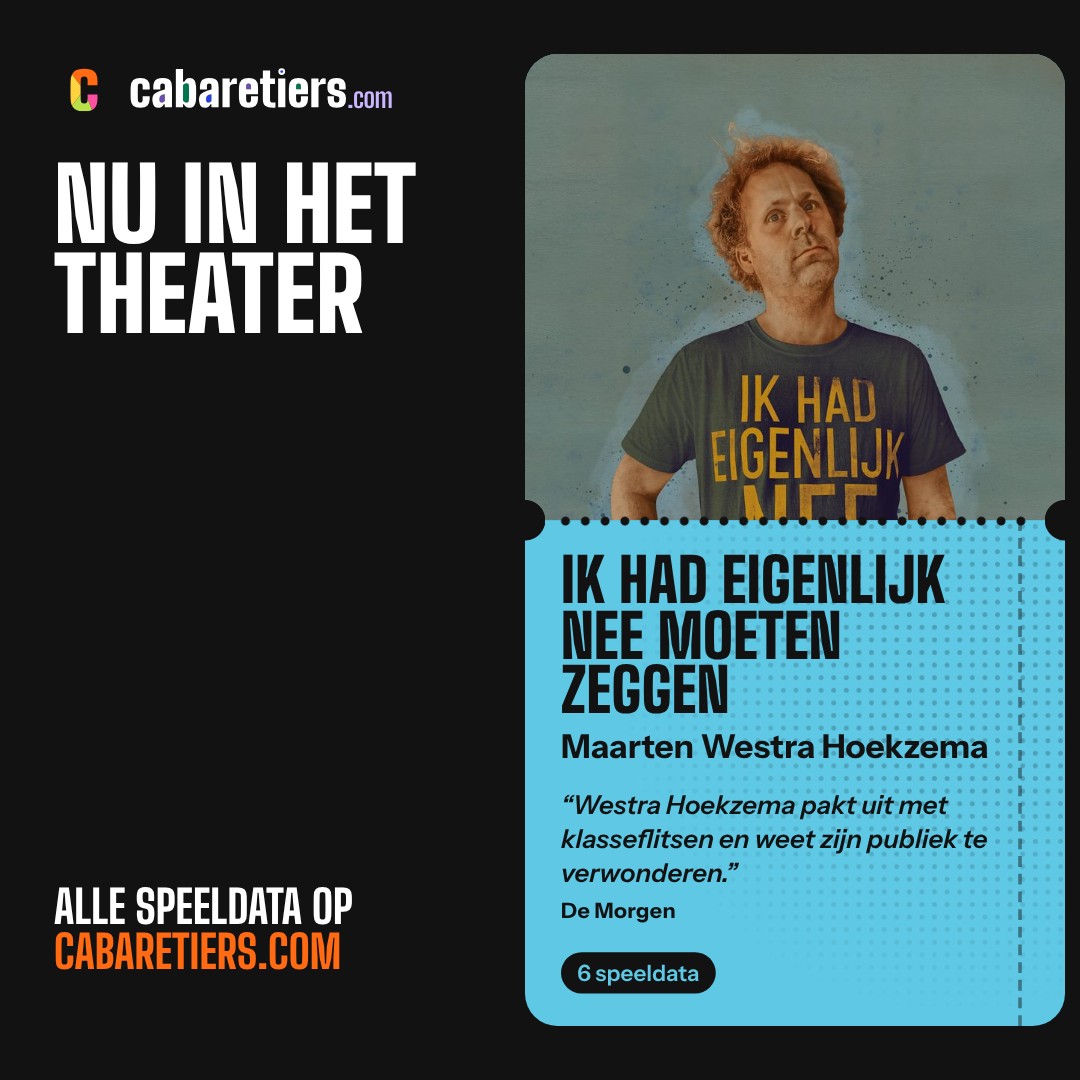 cabaretiers.com
NU IN HET
THEATER
IK HAD
EIGENLIJK
NEE
IK HAD EIGENLIJK
NEE MOETEN
ZEGGEN
Maarten Westra Hoekzema
“Westra Hoekzema pakt uit met
klasseflitsen en weet zijn publiek te
verwonderen.”
De Morgen
6 speeldata
ALLE SPEELDATA OP
CABARETIERS.COM